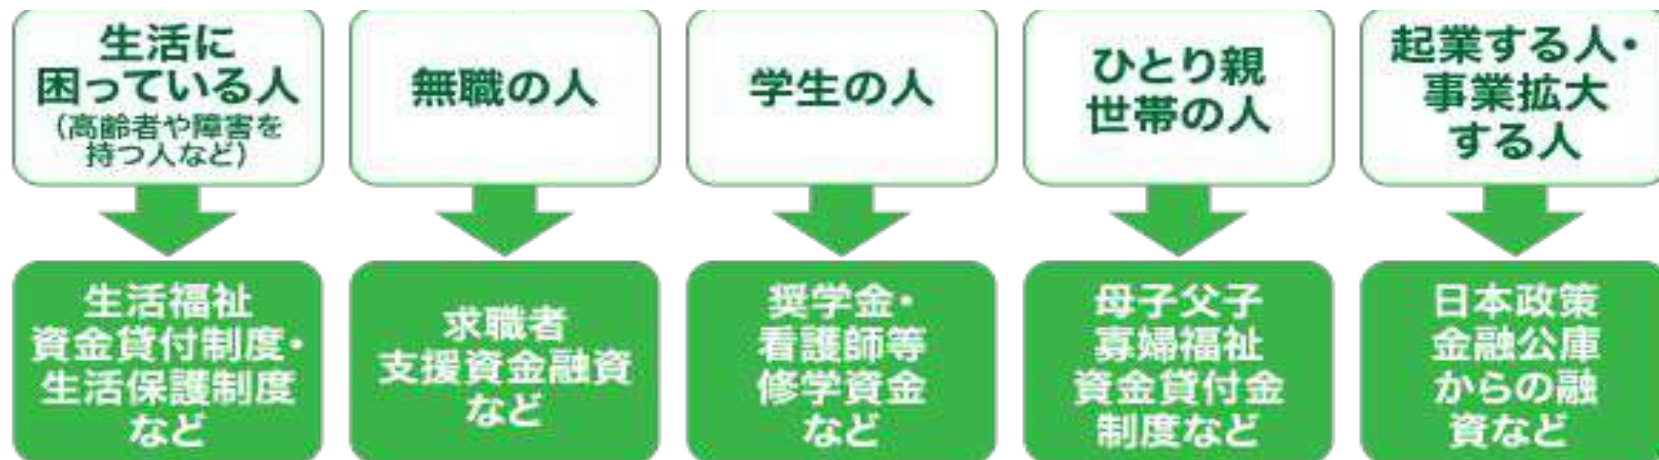 生活に
困っている人
（高齢者や障害を
持つ人など）
無職の人
学生の人
ひとり親
世帯の人
起業する人・
事業拡大
する人
生活福祉
資金貸付制度・
生活保護制度
など
求職者
支援資金融資
など
奨学金・
看護師等
修学資金
など
母子父子
寡婦福祉
資金貸付金
制度など
日本政策
金融公庫
からの融
資など